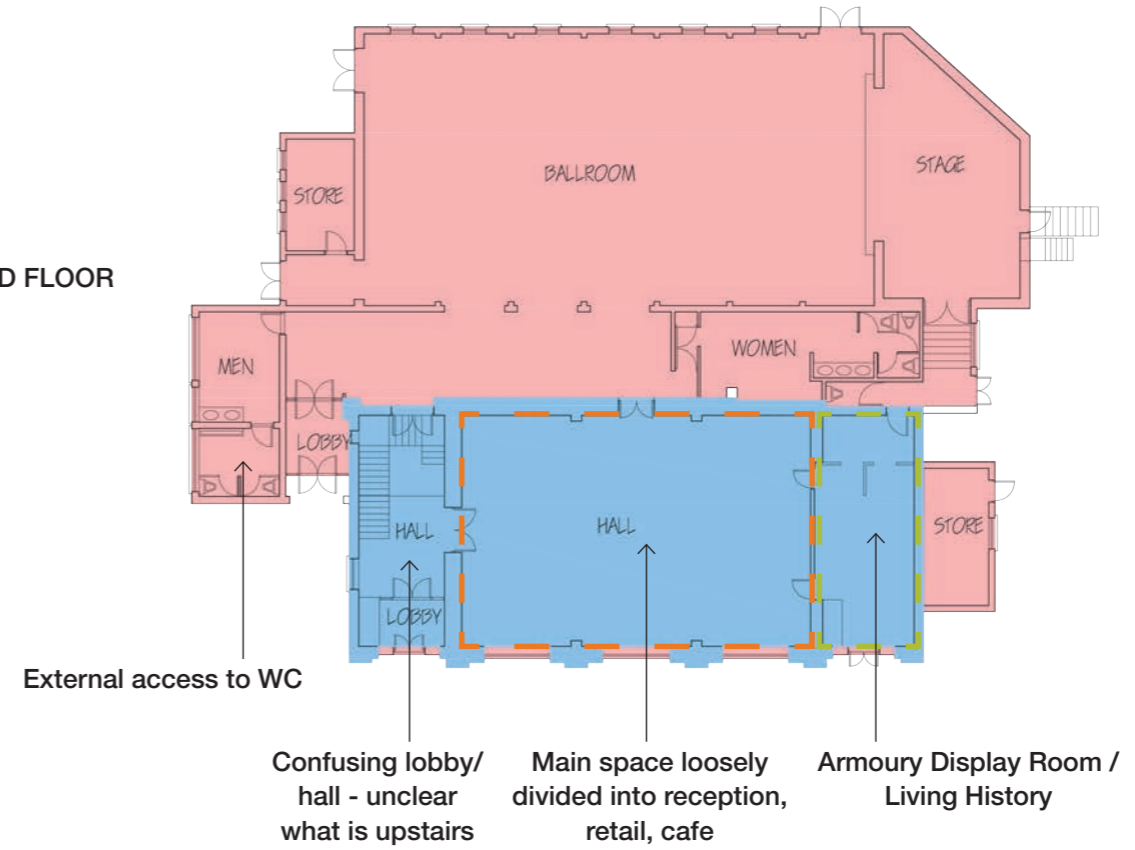 BALLROOM
STAGE
STORE
D FLOOR
MEN
WOMEN
LOBBY
HALL
HALL
STORE
LOBBY
External access to WC
Confusing lobby/
hall - unclear
what is upstairs
Main space loosely
divided into reception,
retail, cafe
Armoury Display Room /
Living History